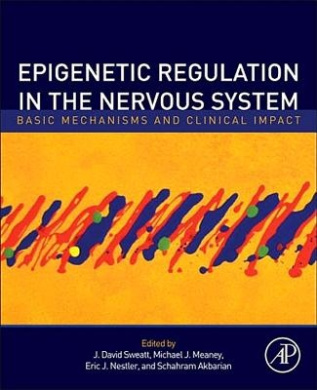 EPIGENETIC REGULATION
IN THE NERVOUS SYSTEM
BASIC MECHANISMS AND CLINICAL IMPACT
Edited by
J. David Sweatt, Michael J. Meaney,
Eric J. Nestler, and Schahram Akbarian
AP